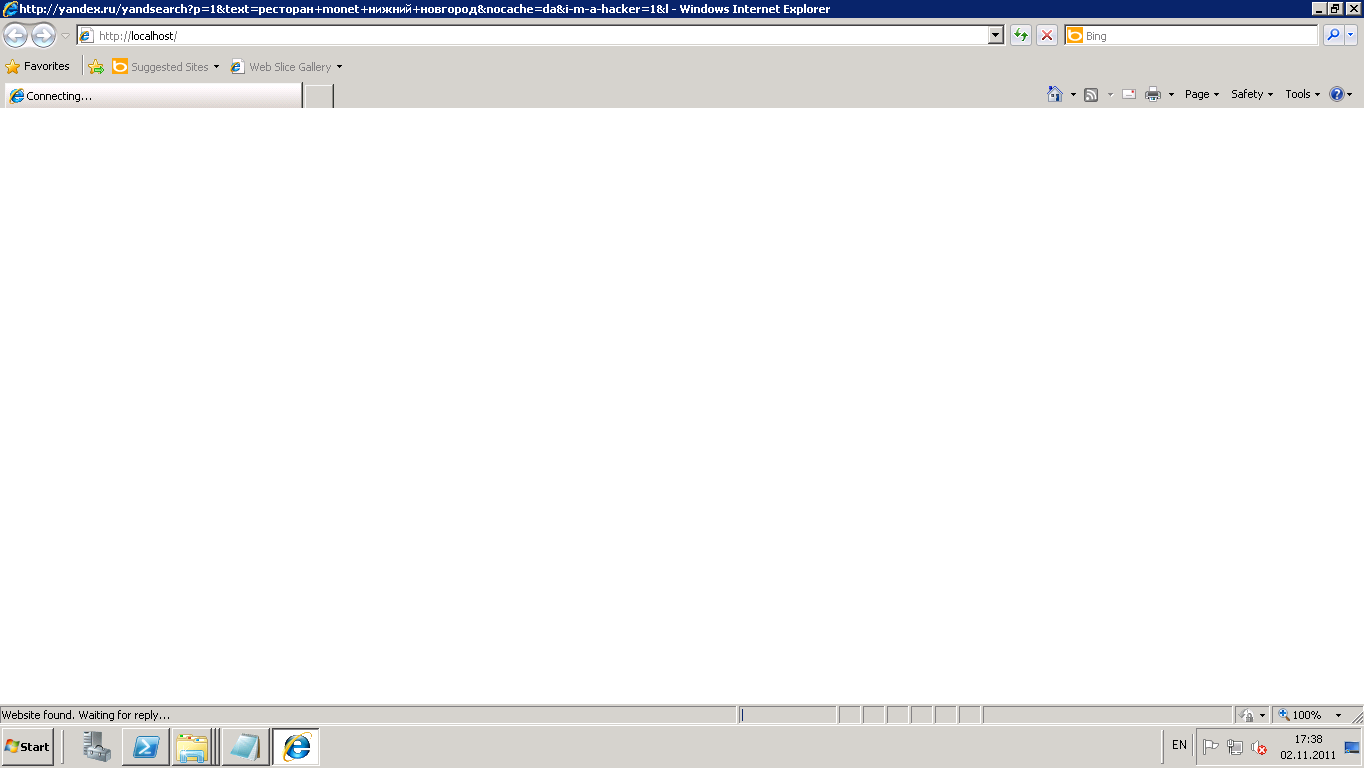 http://yandex.ru/yandsearch?p=1&text=ресторан+monet+нижний+новгород&nocache=da&i-m-a-hacker=1&l - Windows Internet Explorer
http://localhost/
Bing
Favorites
Suggested Sites
Web Slice Gallery
Connecting...
Page
Safety
Tools
Website found. Waiting for reply...
100%
Start
EN
17:38
02.11.2011